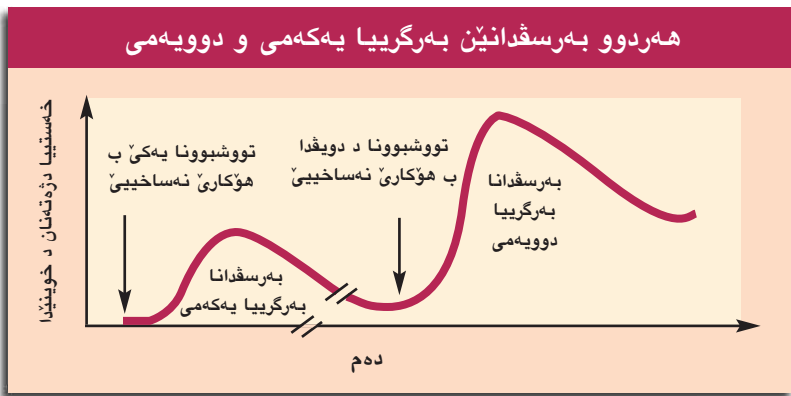 هەردوو بەرسڤدانێن بەرگرییا یەکەمی و دوویەمی
خەستییا دژەتەنان د خوینێدا
تووشبوونا یەکێ ب
هۆکارێ نەساخییێ
تووشبوونا د دویڤدا
ب هۆکارێ نەساخییێ
بەرسڤدانا
بەرگرییا
دوویەمی
بەرسڤدانا
بەرگرییا یەکەمی
دەم